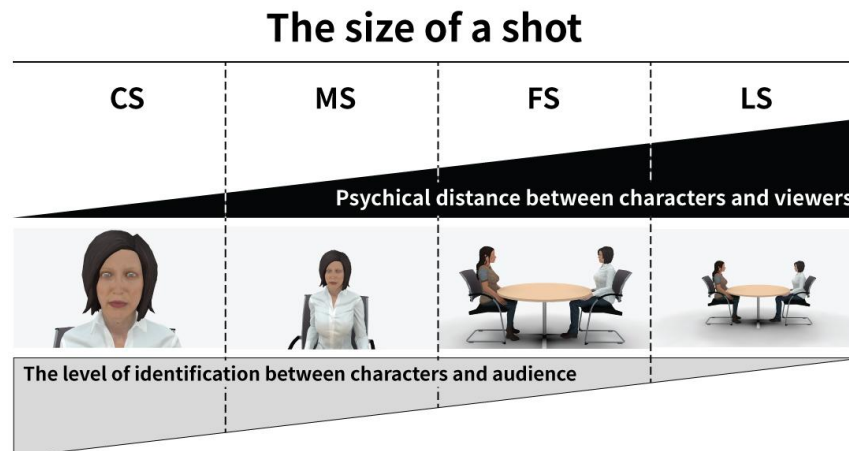 The size of a shot
CS
MS
FS
LS
Psychical distance between characters and viewers
The level of identification between characters and audience